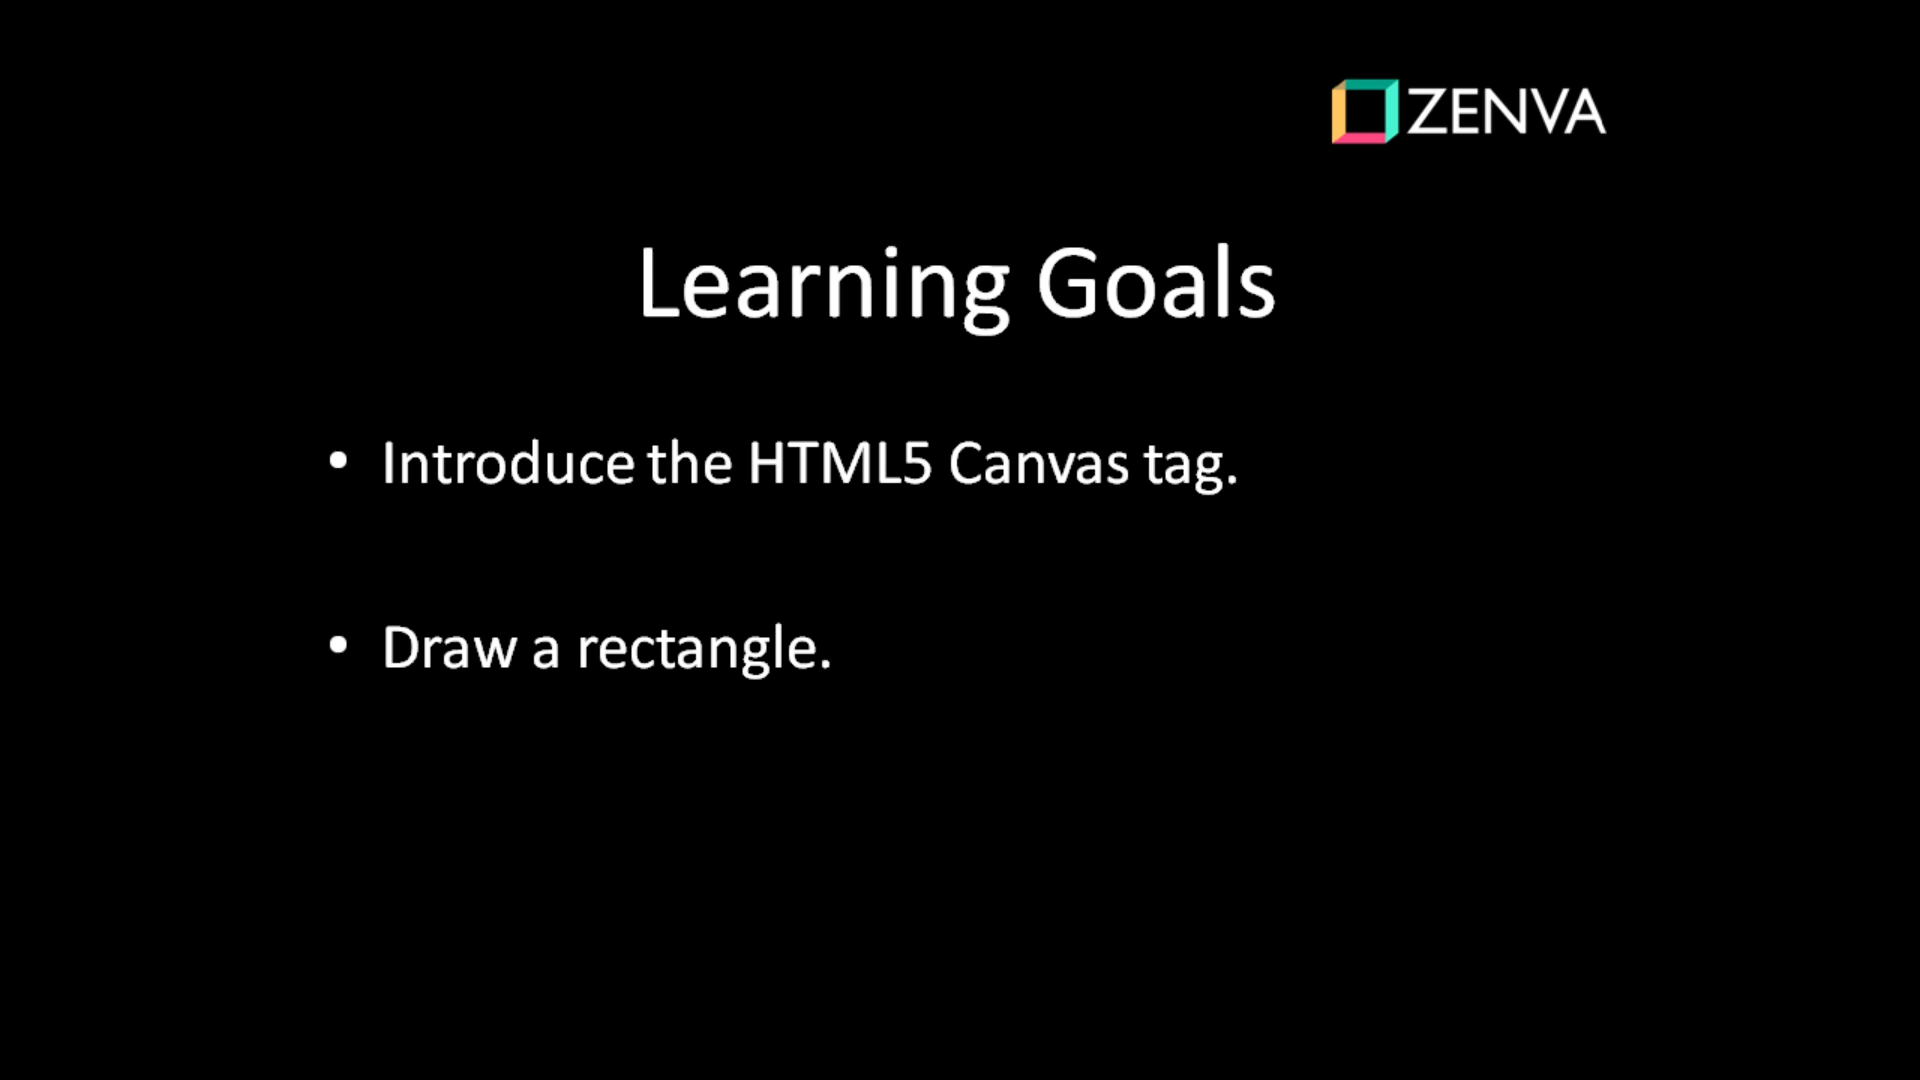 ZENVA
Learning Goals
• Introduce the HTML5 Canvas tag.
• Draw a rectangle.